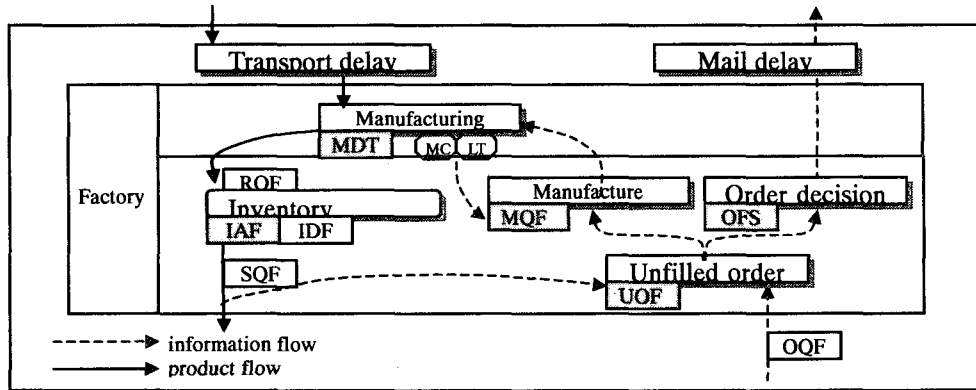 Transport delay
Mail delay
Manufacturing
MDT
MC
LT
Factory
RQF
Inventory
IAF
IDF
Manufacture
MQF
Order decision
OFS
SQF
Unfilled order
UOF
information flow
product flow
OQF